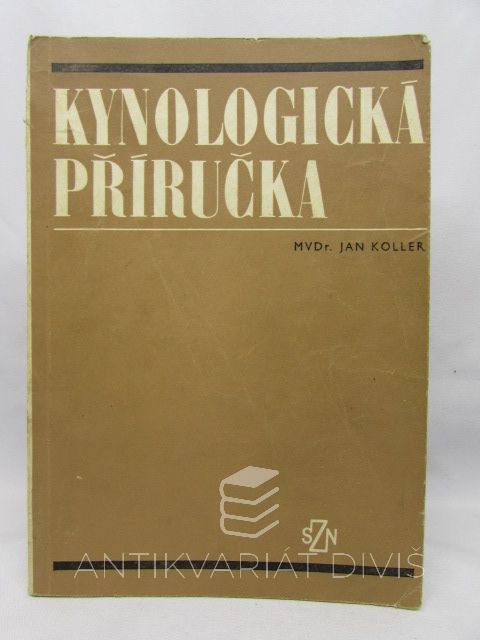 KYNOLOGICKÁ
PŘÍRUČKA
MVDr. JAN KOLLER
SZN
ANTIKVARIÁT DIVIŠ